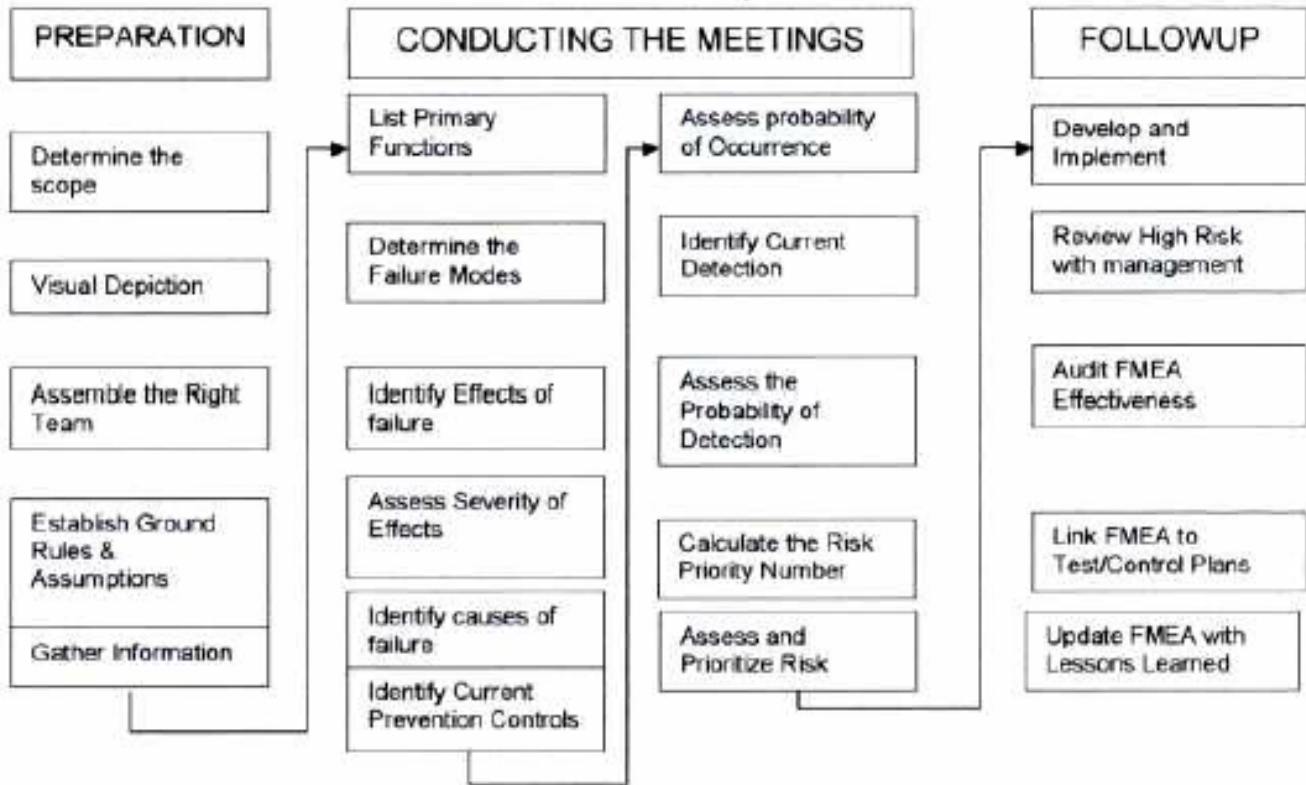 PREPARATION
CONDUCTING THE MEETINGS
FOLLOWUP
Determine the
scope
Visual Depiction
Assemble the Right
Team
Establish Ground
Rules &
Assumptions
Gather Information
List Primary
Functions
Determine the
Failure Modes
Identify Effects of
failure
Assess Severity of
Effects
Identify causes of
failure
Identify Current
Prevention Controls
Assess probability
of Occurrence
Identify Current
Detection
Assess the
Probability of
Detection
Calculate the Risk
Priority Number
Assess and
Prioritize Risk
Develop and
Implement
Review High Risk
with management
Audit FMEA
Effectiveness
Link FMEA to
Test/Control Plans
Update FMEA with
Lessons Learned